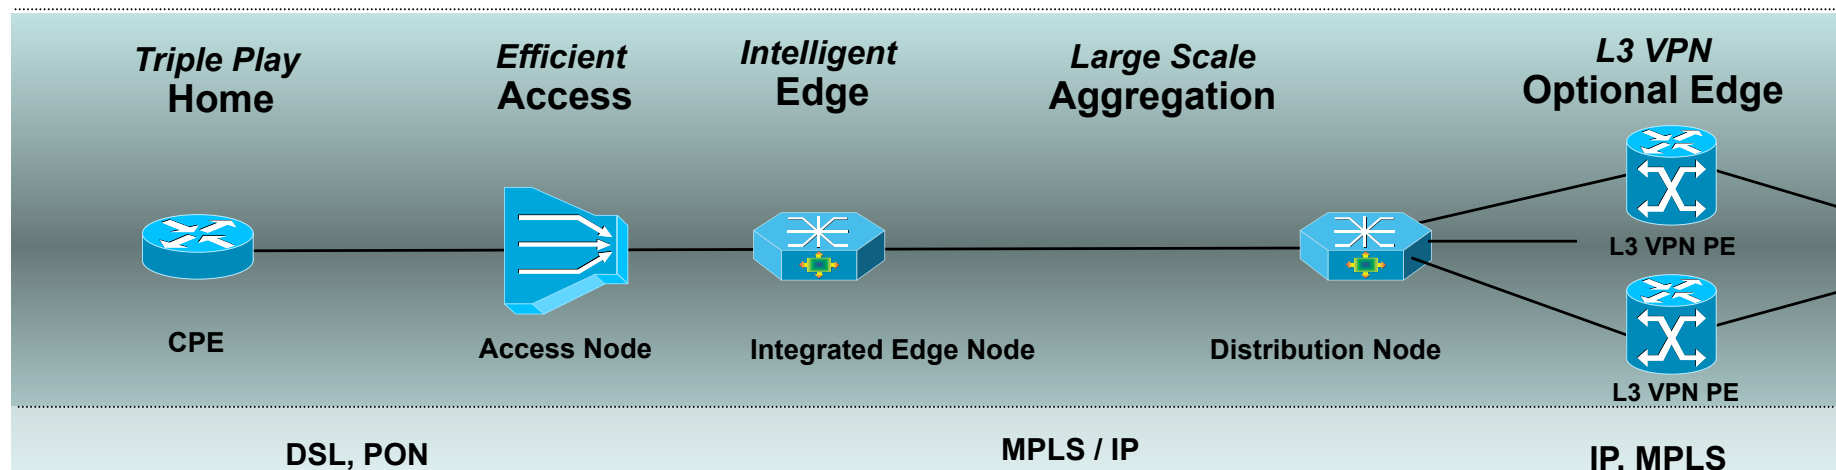 Triple Play
Home
Efficient
Access
Intelligent
Edge
Large Scale
Aggregation
L3 VPN
Optional Edge
L3 VPN PE
CPE
Access Node
Integrated Edge Node
Distribution Node
L3 VPN PE
DSL, PON
MPLS / IP
IP, MPLS